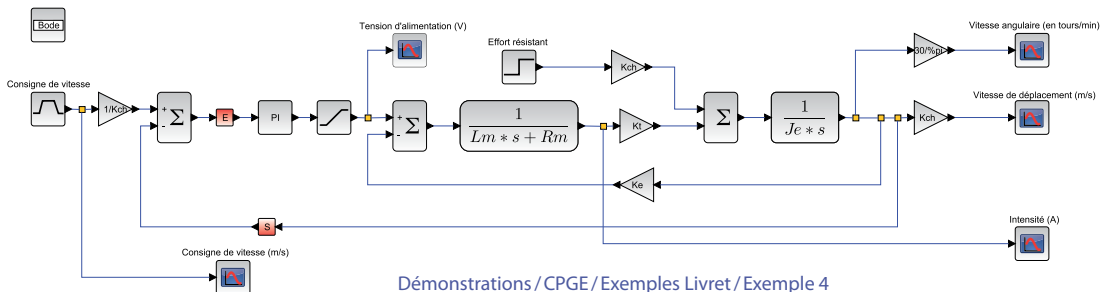 Bode
Tension d'alimentation (V)
Vitesse angulaire (en tours/min)
Effort résistant
Kch
30/%pi
Consigne de vitesse
1/Kch
+
-
Σ
E
PI
+
-
Σ
1
Lm * s + Rm
Kt
Σ
1
Je * s
Vitesse de déplacement (m/s)
Kch
Ke
S
Intensité (A)
Consigne de vitesse (m/s)
Démonstrations / CPGE / Exemples Livret / Exemple 4